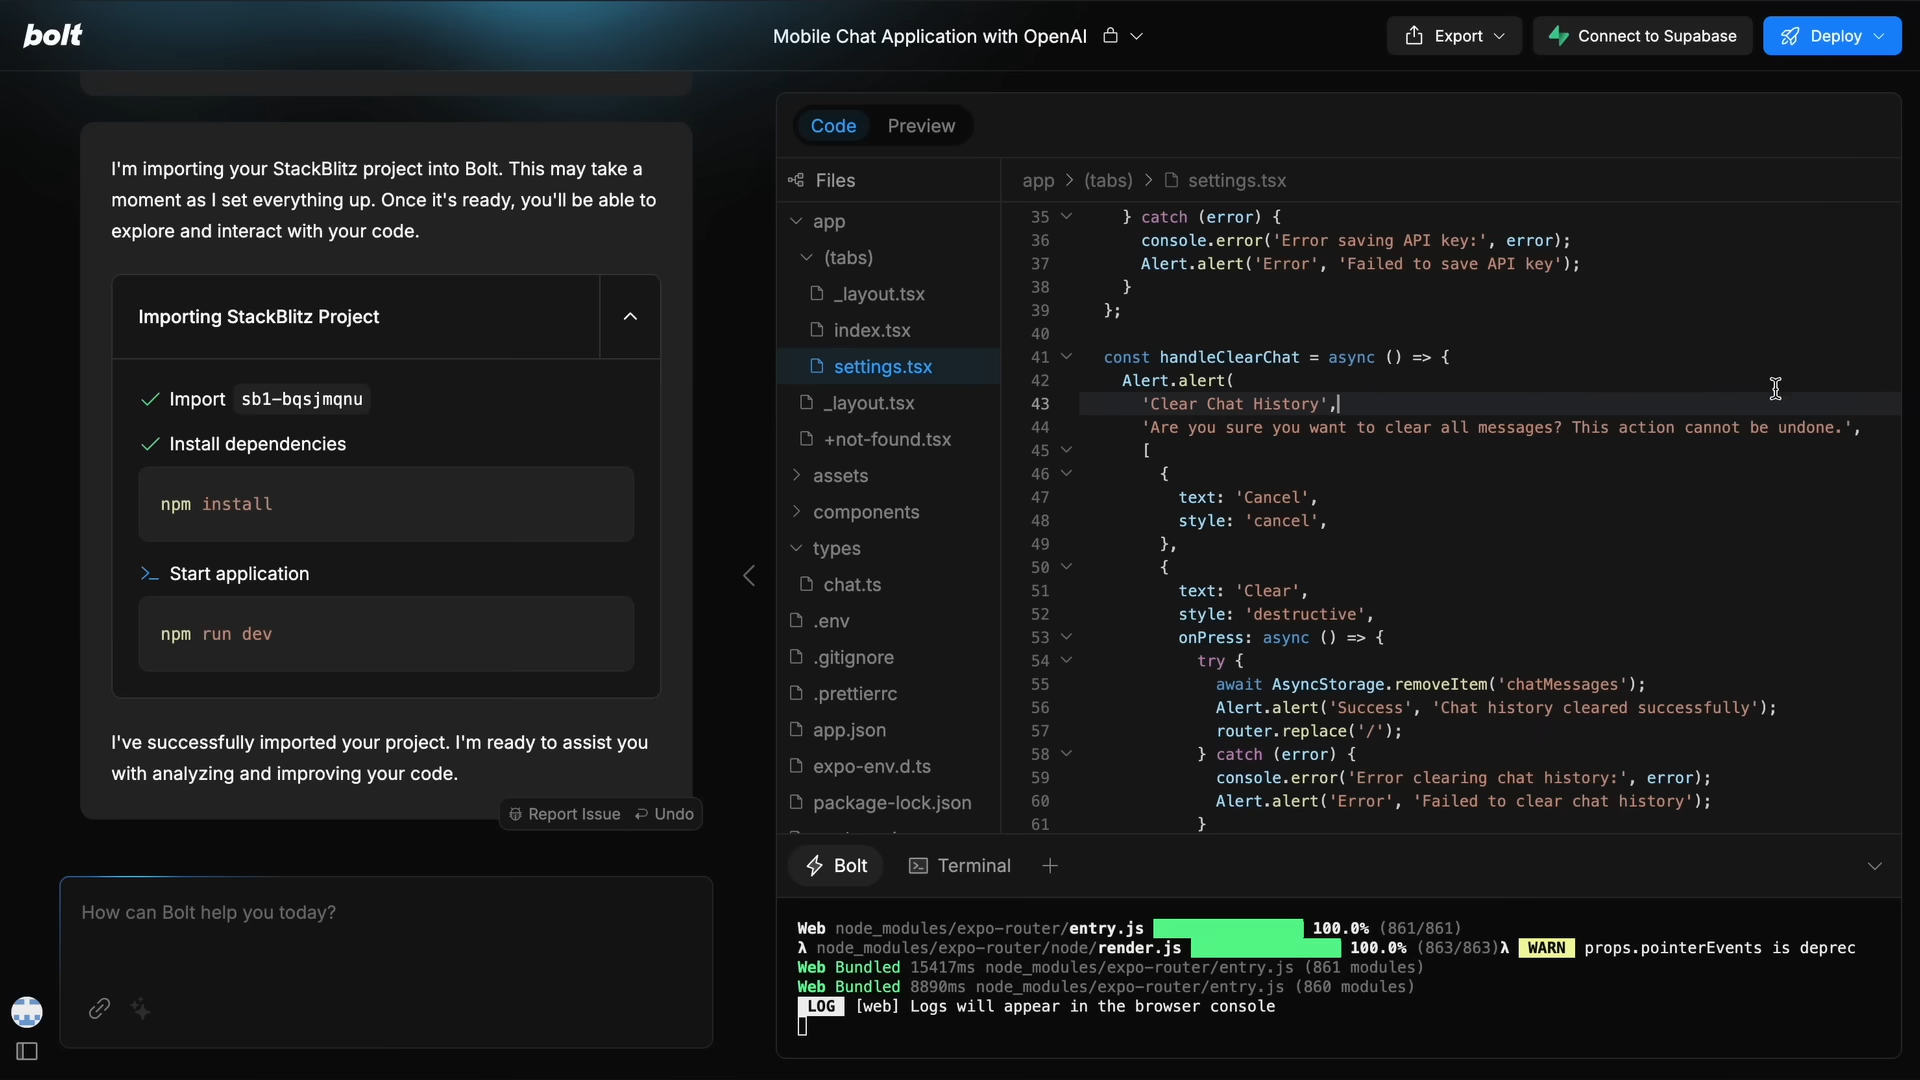 bolt
Mobile Chat Application with OpenAI
Export
Connect to Supabase
Deploy
I'm importing your StackBlitz project into Bolt. This may take a
moment as I set everything up. Once it's ready, you'll be able to
explore and interact with your code.
Importing StackBlitz Project
Import sb1-bqsjmqnu
Install dependencies
npm install
Start application
npm run dev
I've successfully imported your project. I'm ready to assist you
with analyzing and improving your code.
Report Issue Undo
How can Bolt help you today?
Code Preview
Files
app
(tabs)
_layout.tsx
index.tsx
settings.tsx
_layout.tsx
+not-found.tsx
assets
components
types
chat.ts
.env
.gitignore
.prettierrc
app.json
expo-env.d.ts
package-lock.json
app > (tabs) > settings.tsx
35 } catch (error) {
36 console.error('Error saving API key:', error);
37 Alert.alert('Error', 'Failed to save API key');
38 }
39 };
40
41 const handleClearChat = async () => {
42 Alert.alert(
43 'Clear Chat History',
44 'Are you sure you want to clear all messages? This action cannot be undone.',
45 [
46 {
47 text: 'Cancel',
48 style: 'cancel',
49 },
50 {
51 text: 'Clear',
52 style: 'destructive',
53 onPress: async () => {
54 try {
55 await AsyncStorage.removeItem('chatMessages');
56 Alert.alert('Success', 'Chat history cleared successfully');
57 router.replace('/');
58 } catch (error) {
59 console.error('Error clearing chat history:', error);
60 Alert.alert('Error', 'Failed to clear chat history');
61 }
Bolt Terminal
Web node_modules/expo-router/entry.js 100.0% (861/861)
λ node_modules/expo-router/node/render.js 100.0% (863/863)λ WARN props.pointerEvents is deprec
Web Bundled 15417ms node_modules/expo-router/entry.js (861 modules)
Web Bundled 8890ms node_modules/expo-router/entry.js (860 modules)
LOG [web] Logs will appear in the browser console